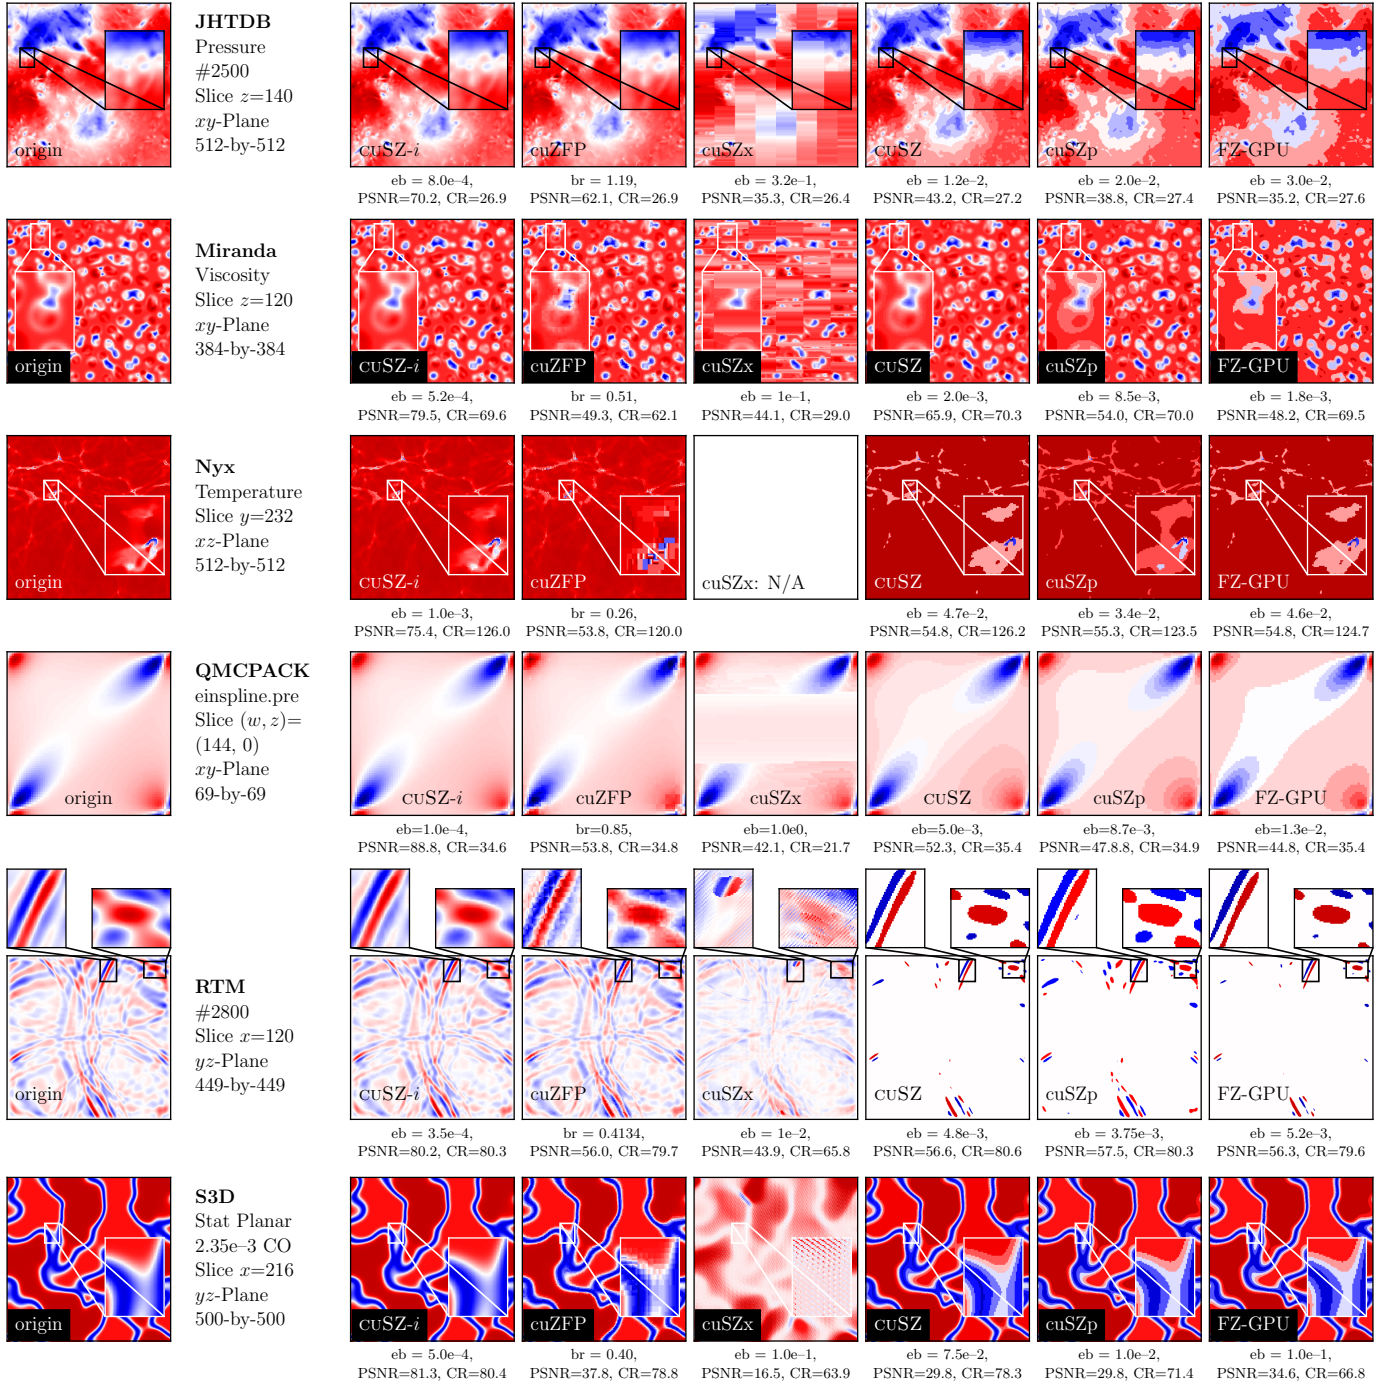 JHTDB
Pressure
#2500
Slice z=140
xy-Plane
512-by-512
origin
cuSZ-i
cuZFP
cuSZx
cuSZ
cuSZp
FZ-GPU
eb = 8.0e–4,
PSNR=70.2, CR=26.9
br = 1.19,
PSNR=62.1, CR=26.9
eb = 3.2e–1,
PSNR=35.3, CR=26.4
eb = 1.2e–2,
PSNR=43.2, CR=27.2
eb = 2.0e–2,
PSNR=38.8, CR=27.4
eb = 3.0e–2,
PSNR=35.2, CR=27.6
Miranda
Viscosity
Slice z=120
xy-Plane
384-by-384
origin
cuSZ-i
cuZFP
cuSZx
cuSZ
cuSZp
FZ-GPU
eb = 5.2e–4,
PSNR=79.5, CR=69.6
br = 0.51,
PSNR=49.3, CR=62.1
eb = 1e–1,
PSNR=44.1, CR=29.0
eb = 2.0e–3,
PSNR=65.9, CR=70.3
eb = 8.5e–3,
PSNR=54.0, CR=70.0
eb = 1.8e–3,
PSNR=48.2, CR=69.5
Nyx
Temperature
Slice y=232
xz-Plane
512-by-512
origin
cuSZ-i
cuZFP
cuSZx: N/A
cuSZ
cuSZp
FZ-GPU
eb = 1.0e–3,
PSNR=75.4, CR=126.0
br = 0.26,
PSNR=53.8, CR=120.0
eb = 4.7e–2,
PSNR=54.8, CR=126.2
eb = 3.4e–2,
PSNR=55.3, CR=123.5
eb = 4.6e–2,
PSNR=54.8, CR=124.7
QMCPACK
einspline.pre
Slice (w, z)=
(144, 0)
xy-Plane
69-by-69
origin
cuSZ-i
cuZFP
cuSZx
cuSZ
cuSZp
FZ-GPU
eb=1.0e–4,
PSNR=88.8, CR=34.6
br=0.85,
PSNR=53.8, CR=34.8
eb=1.0e0,
PSNR=42.1, CR=21.7
eb=5.0e–3,
PSNR=52.3, CR=35.4
eb=8.7e–3,
PSNR=47.8.8, CR=34.9
eb=1.3e–2,
PSNR=44.8, CR=35.4
RTM
#2800
Slice x=120
yz-Plane
449-by-449
origin
cuSZ-i
cuZFP
cuSZx
cuSZ
cuSZp
FZ-GPU
eb = 3.5e–4,
PSNR=80.2, CR=80.3
br = 0.4134,
PSNR=56.0, CR=79.7
eb = 1e–2,
PSNR=43.9, CR=65.8
eb = 4.8e–3,
PSNR=56.6, CR=80.6
eb = 3.75e–3,
PSNR=57.5, CR=80.3
eb = 5.2e–3,
PSNR=56.3, CR=79.6
S3D
Stat Planar
2.35e–3 CO
Slice x=216
yz-Plane
500-by-500
origin
cuSZ-i
cuZFP
cuSZx
cuSZ
cuSZp
FZ-GPU
eb = 5.0e–4,
PSNR=81.3, CR=80.4
br = 0.40,
PSNR=37.8, CR=78.8
eb = 1.0e–1,
PSNR=16.5, CR=63.9
eb = 7.5e–2,
PSNR=29.8, CR=78.3
eb = 1.0e–2,
PSNR=29.8, CR=71.4
eb = 1.0e–1,
PSNR=34.6, CR=66.8